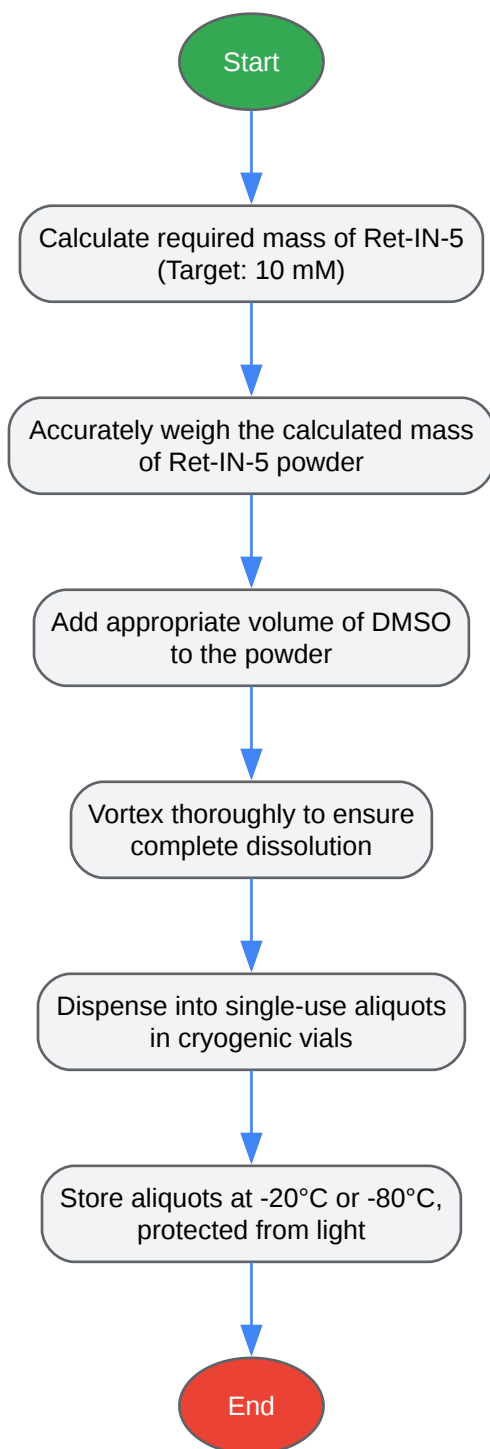 Start
Calculate required mass of Ret-IN-5
(Target: 10 mM)
Accurately weigh the calculated mass
of Ret-IN-5 powder
Add appropriate volume of DMSO
to the powder
Vortex thoroughly to ensure
complete dissolution
Dispense into single-use aliquots
in cryogenic vials
Store aliquots at -20°C or -80°C,
protected from light
End